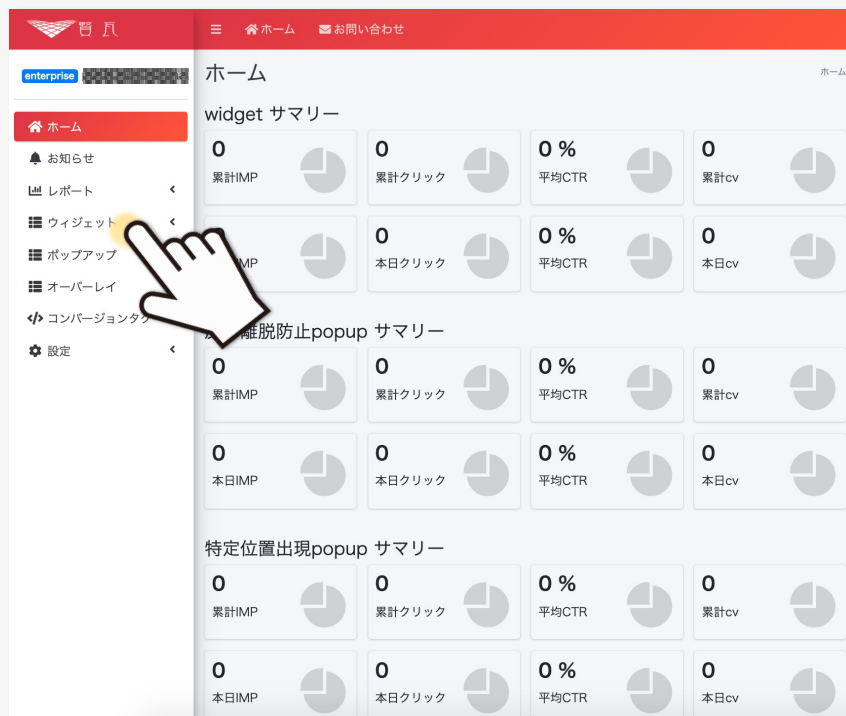 賢瓦
ホーム
お問い合わせ
enterprise
ホーム
お知らせ
レポート
ウィジェット
ポップアップ
オーバーレイ
コンバージョンタグ
設定
ホーム
ホーム
widget サマリー
0
累計IMP
0
累計クリック
0 %
平均CTR
0
累計cv
MP
0
本日クリック
0 %
平均CTR
0
本日cv
離脱防止popup サマリー
0
累計IMP
0
累計クリック
0 %
平均CTR
0
累計cv
0
本日IMP
0
本日クリック
0 %
平均CTR
0
本日cv
特定位置出現popup サマリー
0
累計IMP
0
累計クリック
0 %
平均CTR
0
累計cv
0
本日IMP
0
本日クリック
0 %
平均CTR
0
本日cv